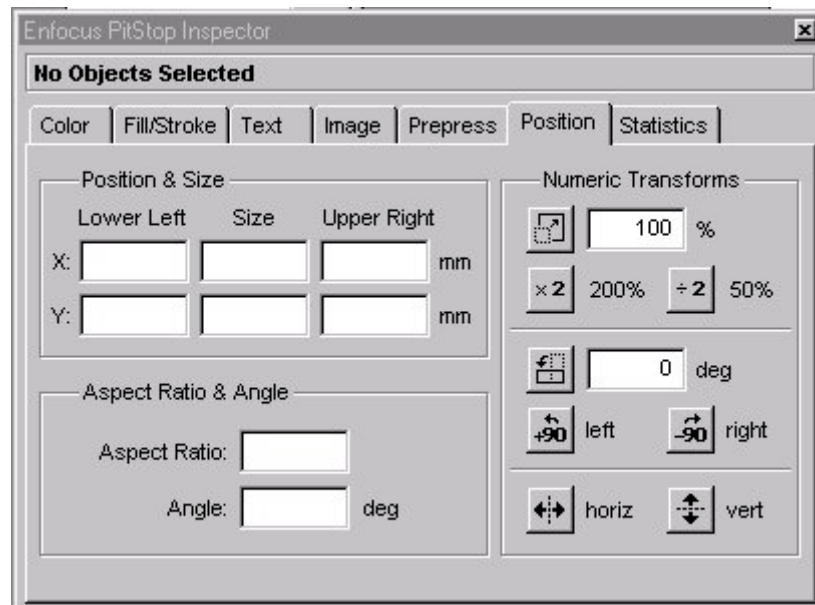 Enfocus PitStop Inspector
No Objects Selected
Color Fill/Stroke Text Image Prepress Position Statistics
Position & Size
Lower Left Size Upper Right
X: mm
Y: mm
Aspect Ratio & Angle
Aspect Ratio:
Angle: deg
Numeric Transforms
100 %
×2 200% ÷2 50%
0 deg
+90 left -90 right
horiz vert